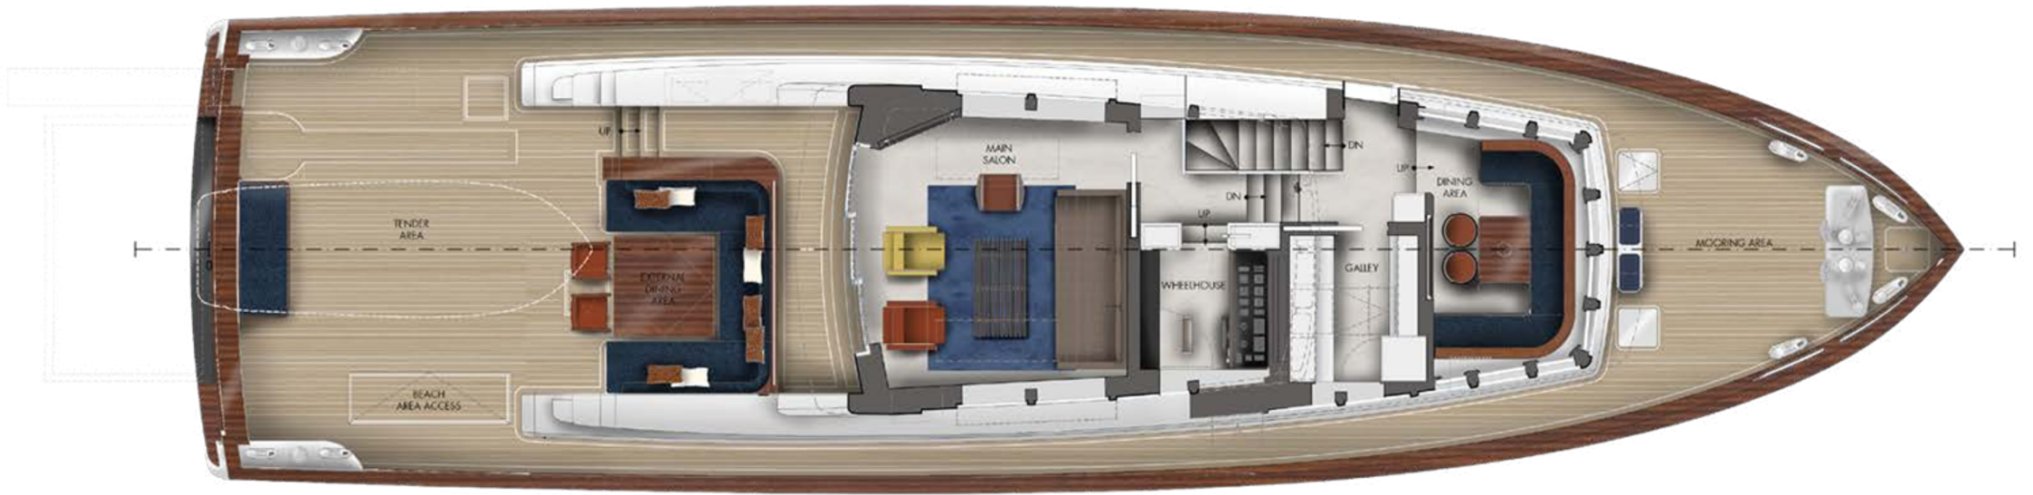 UP
TENDER
AREA
EXTERNAL
DINING
AREA
BEACH
AREA ACCESS
0
MAIN
SALON
DN
DN
UP
UP
WHEELHOUSE
GALLEY
DINING
AREA
MOORING AREA